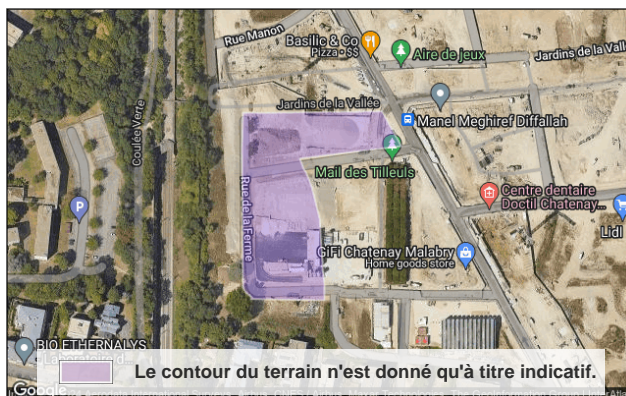 Rue Manon
Basilic & Co
Pizza • $$
Aire de jeux
Jardins de la Vallé
Jardins de la Vallée
Coulée Verte
Manel Meghiref Diffallah
Mail des Tilleuls
Rue de la Ferme
P
Centre dentaire
Doctil Chatenay...
Lidl
GiFi Chatenay Malabry
Home goods store
BIO ETHERNALYS
Laboratoire d...
Le contour du terrain n'est donné qu'à titre indicatif.
Google